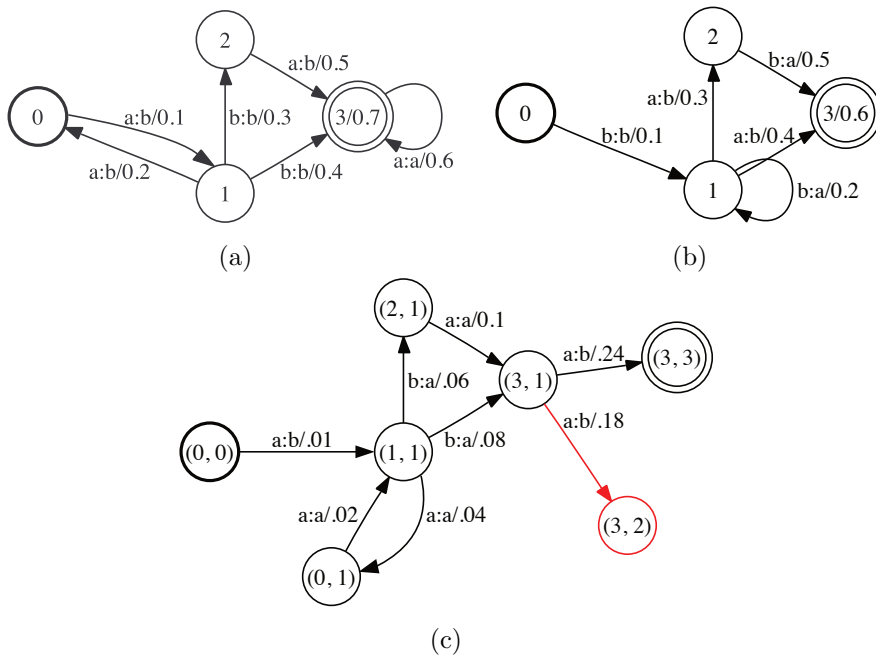 2
2
a:b/0.5
b:a/0.5
0
a:b/0.1
b:b/0.3
3/0.7
0
a:b/0.3
3/0.6
a:b/0.2
b:b/0.4
a:a/0.6
b:b/0.1
a:b/0.4
1
1
b:a/0.2
(a)
(b)
(2, 1)
a:a/0.1
a:b/.24
(3, 3)
b:a/.06
(3, 1)
a:b/.01
b:a/.08
a:b/.18
(0, 0)
(1, 1)
a:a/.02
a:a/.04
(3, 2)
(0, 1)
(c)